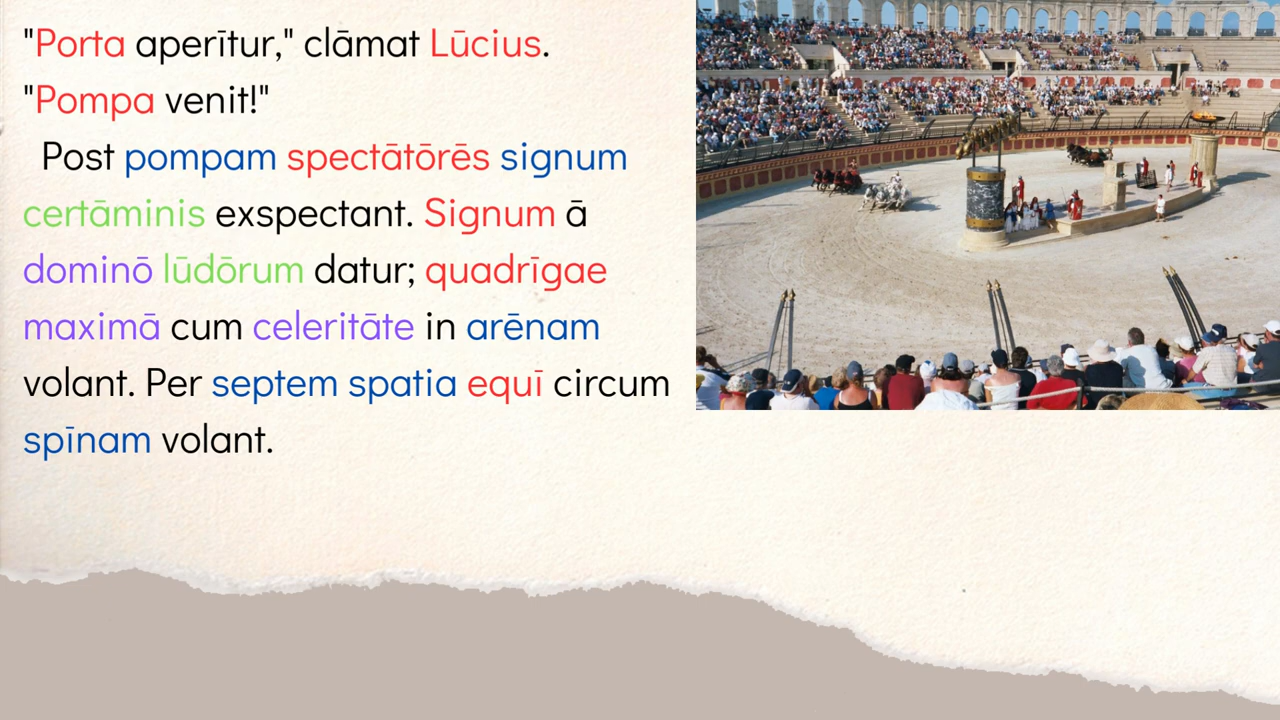 "Porta aperītur," clāmat Lūcius.
"Pompa venit!"
Post pompam spectātōrēs signum
certāminis exspectant. Signum ā
dominō lūdōrum datur; quadrīgae
maximā cum celeritāte in arēnam
volant. Per septem spatia equī circum
spīnam volant.